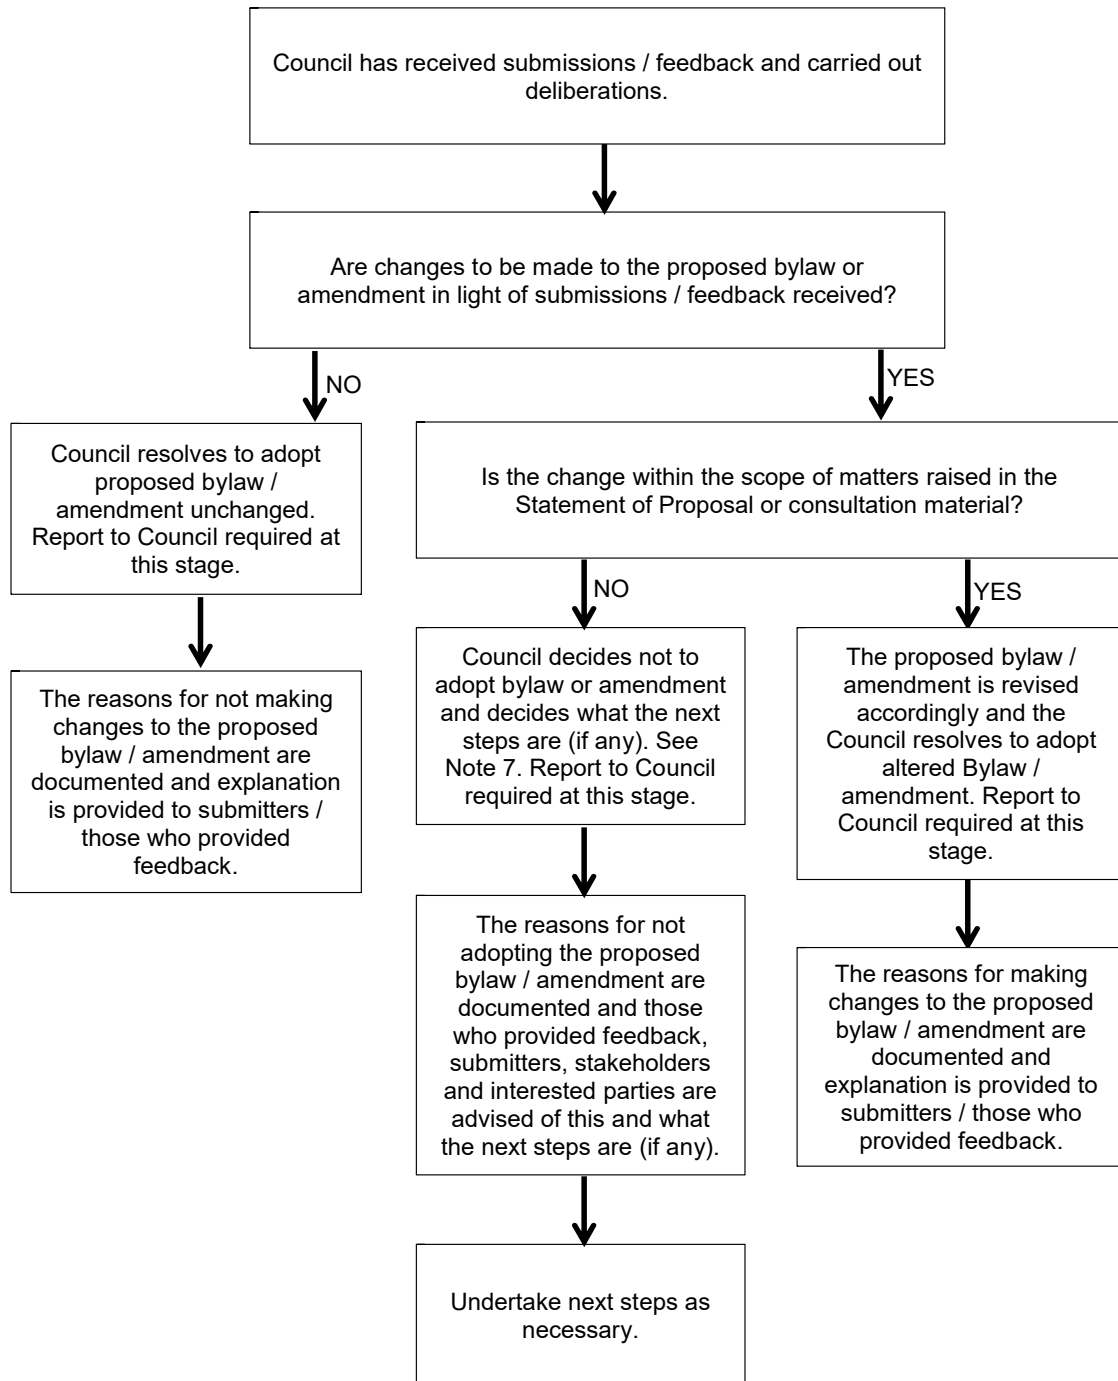 Council has received submissions / feedback and carried out
deliberations.
Are changes to be made to the proposed bylaw or
amendment in light of submissions / feedback received?
NO
YES
Council resolves to adopt
proposed bylaw /
amendment unchanged.
Report to Council required at
this stage.
The reasons for not making
changes to the proposed
bylaw / amendment are
documented and explanation
is provided to submitters /
those who provided
feedback.
Is the change within the scope of matters raised in the
Statement of Proposal or consultation material?
NO
YES
Council decides not to
adopt bylaw or amendment
and decides what the next
steps are (if any). See
Note 7. Report to Council
required at this stage.
The reasons for not
adopting the proposed
bylaw / amendment are
documented and those
who provided feedback,
submitters, stakeholders
and interested parties are
advised of this and what
the next steps are (if any).
Undertake next steps as
necessary.
The proposed bylaw /
amendment is revised
accordingly and the
Council resolves to adopt
altered Bylaw /
amendment. Report to
Council required at this
stage.
The reasons for making
changes to the proposed
bylaw / amendment are
documented and
explanation is provided to
submitters / those who
provided feedback.